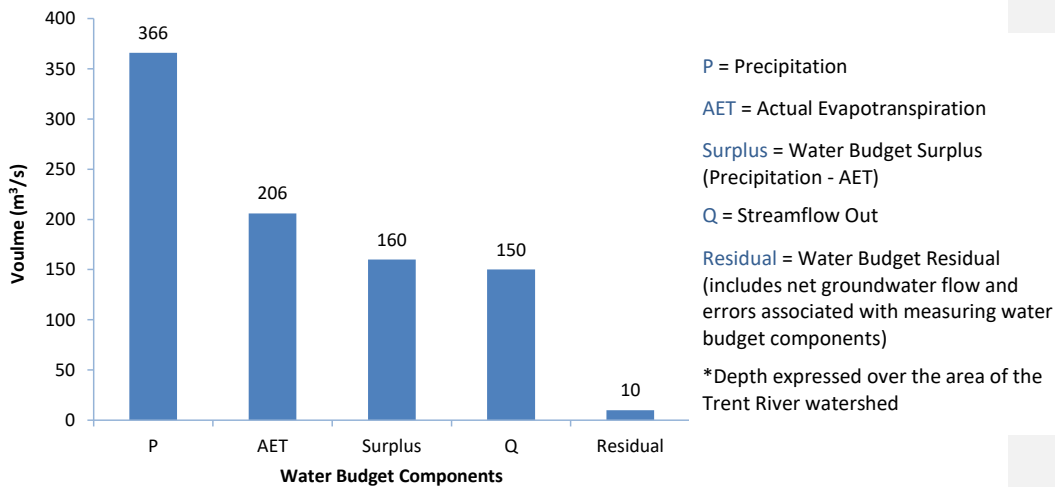 400
350
300
250
200
150
100
50
0
Voulme (m³/s)
366
206
160
150
10
P
AET
Surplus
Q
Residual
Water Budget Components
P = Precipitation
AET = Actual Evapotranspiration
Surplus = Water Budget Surplus
(Precipitation - AET)
Q = Streamflow Out
Residual = Water Budget Residual
(includes net groundwater flow and
errors associated with measuring water
budget components)
*Depth expressed over the area of the
Trent River watershed